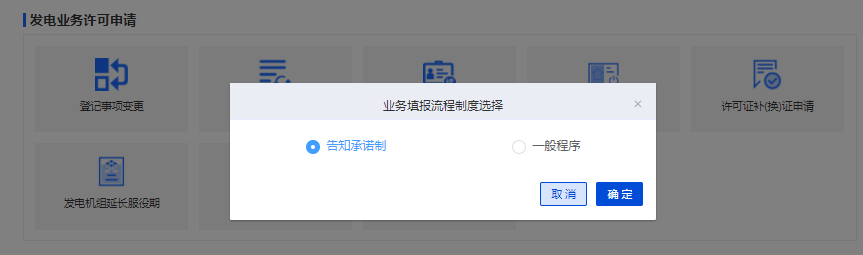 发电业务许可申请
业务填报流程制度选择
×
登记事项变更
许可证补(换)证申请
告知承诺制
一般程序
发电机组延长服役期
取消
确定